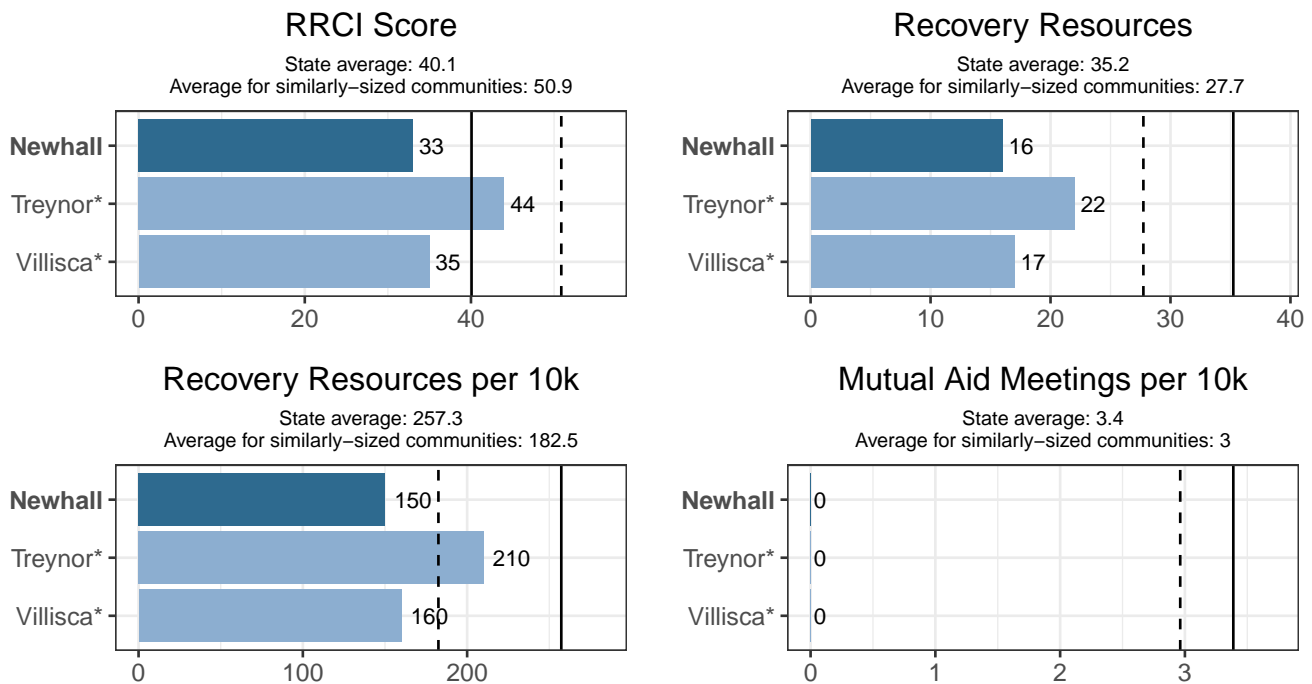 RRCI Score
State average: 40.1
Average for similarly−sized communities: 50.9
Newhall
33
Treynor*
44
Villisca*
35
0 20 40
Recovery Resources
State average: 35.2
Average for similarly−sized communities: 27.7
Newhall
16
Treynor*
22
Villisca*
17
0 10 20 30 40
Recovery Resources per 10k
State average: 257.3
Average for similarly−sized communities: 182.5
Newhall
150
Treynor*
210
Villisca*
160
0 100 200
Mutual Aid Meetings per 10k
State average: 3.4
Average for similarly−sized communities: 3
Newhall
0
Treynor*
0
Villisca*
0
0 1 2 3